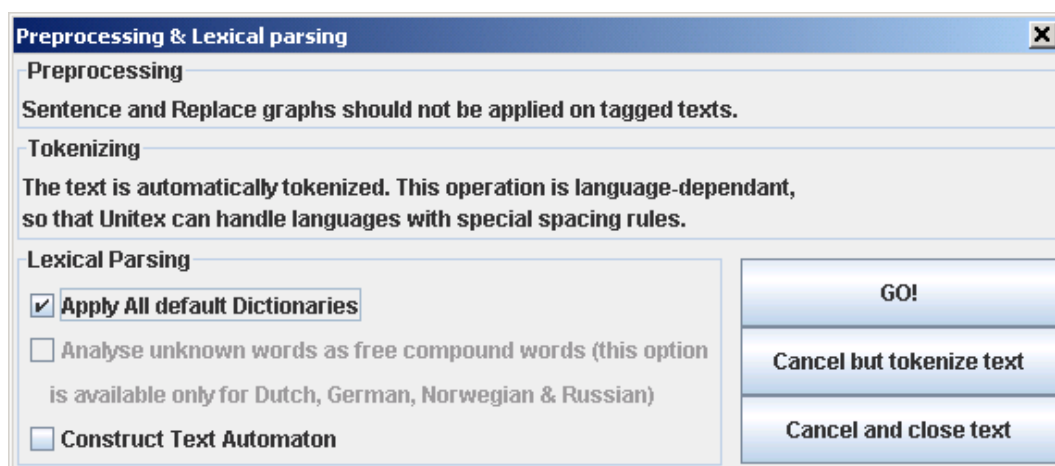 Preprocessing & Lexical parsing
Preprocessing
Sentence and Replace graphs should not be applied on tagged texts.
Tokenizing
The text is automatically tokenized. This operation is language-dependant,
so that Unitex can handle languages with special spacing rules.
Lexical Parsing
Apply All default Dictionaries
Analyse unknown words as free compound words (this option
is available only for Dutch, German, Norwegian & Russian)
Construct Text Automaton
GO!
Cancel but tokenize text
Cancel and close text